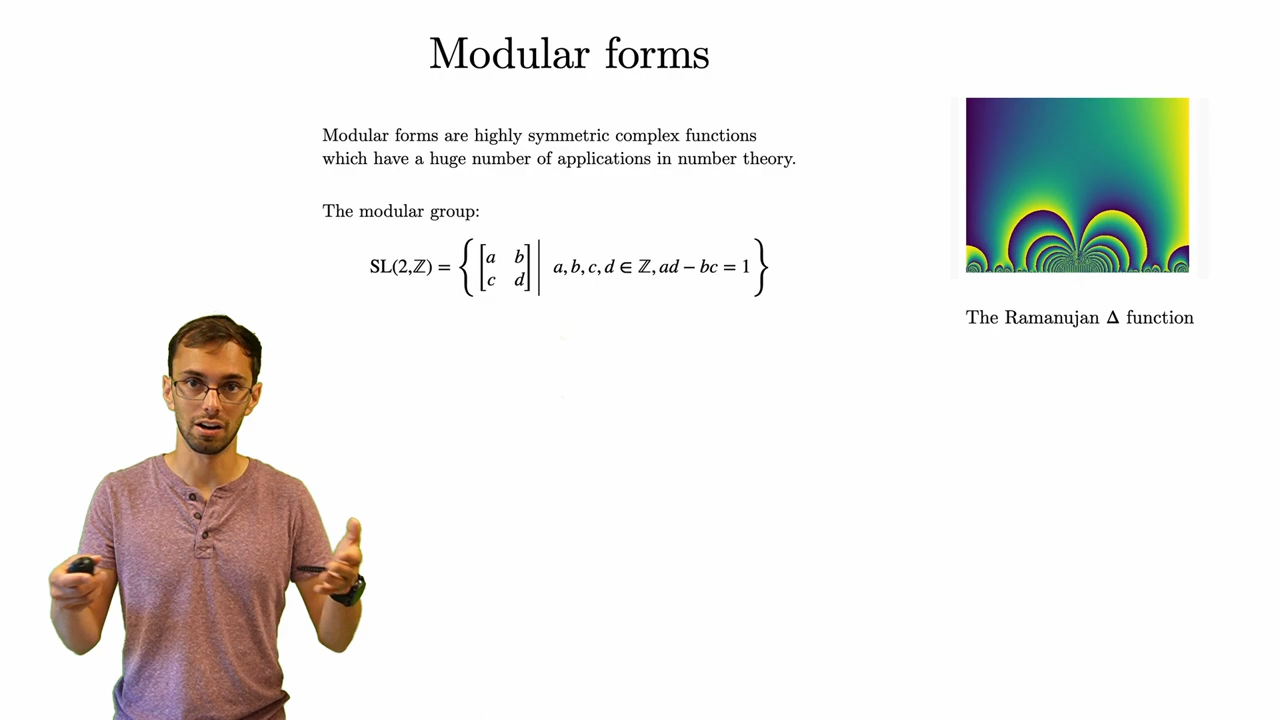 Modular forms
Modular forms are highly symmetric complex functions
which have a huge number of applications in number theory.
The modular group:
SL(2,ℤ) = { [a b; c d] | a, b, c, d ∈ ℤ, ad − bc = 1 }
The Ramanujan Δ function